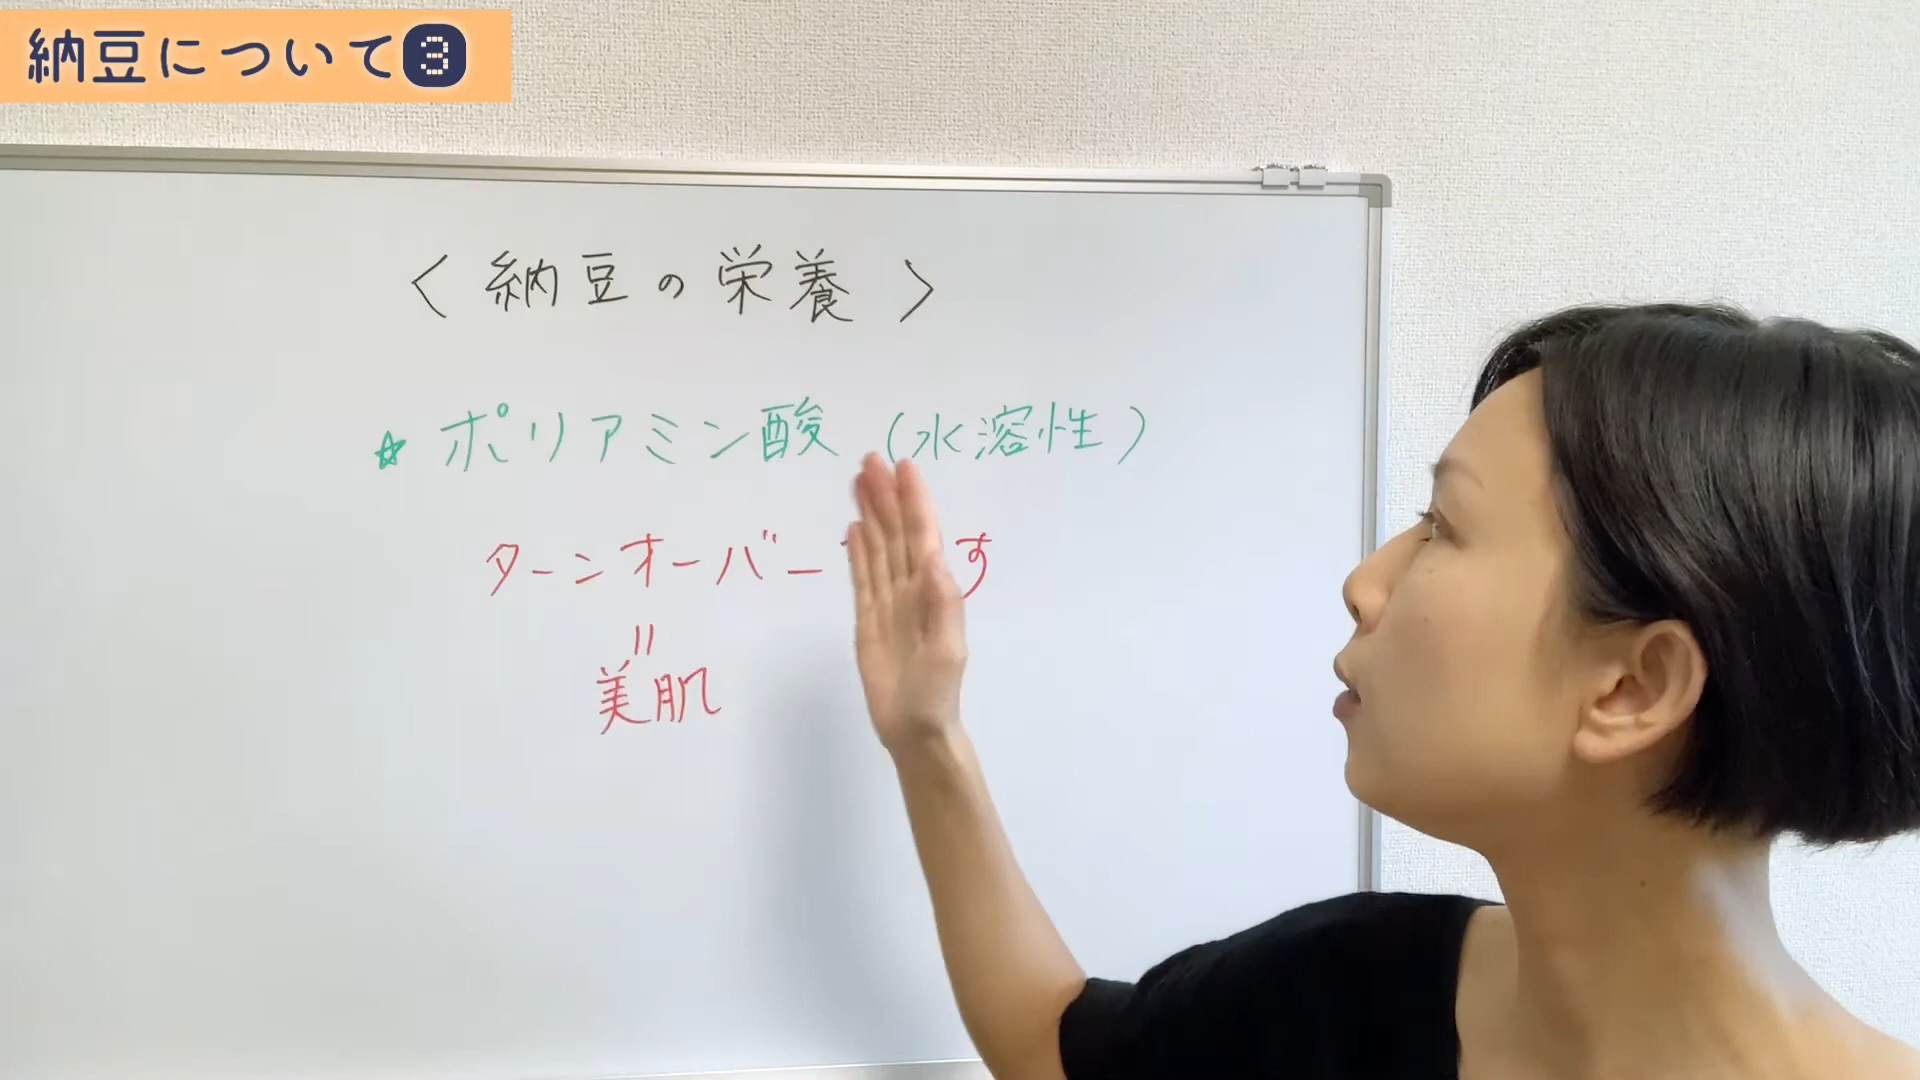 納豆について❸
〈 納豆の栄養 〉
☆ ポリアミン酸 (水溶性)
ターンオーバー す
=
美肌